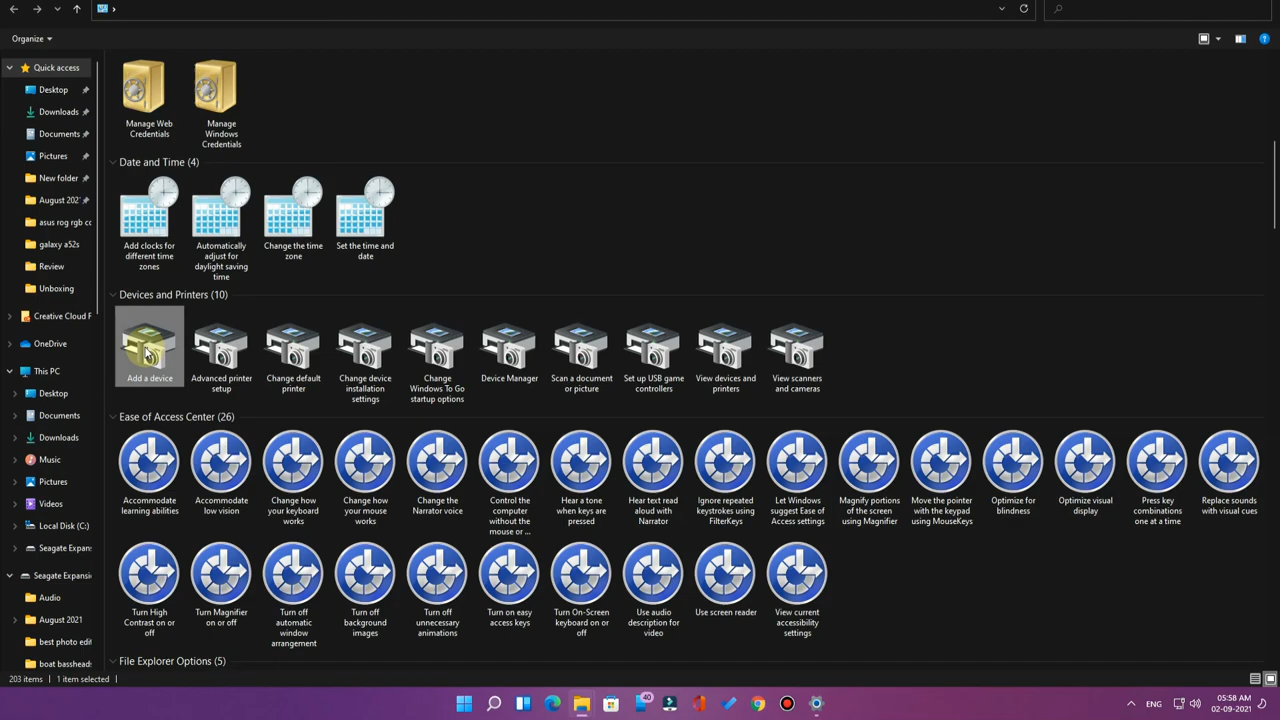 Organize
Quick access
Desktop
Downloads
Documents
Pictures
New folder
August 202
asus rog rgb cc
galaxy a52s
Review
Unboxing
Creative Cloud F
OneDrive
This PC
Desktop
Documents
Downloads
Music
Pictures
Videos
Local Disk (C:)
Seagate Expans
Seagate Expansio
Audio
August 2021
best photo edit
boat basshead
Manage Web
Credentials
Manage
Windows
Credentials
Date and Time (4)
Add clocks for
different time
zones
Automatically
adjust for
daylight saving
time
Change the time
zone
Set the time and
date
Devices and Printers (10)
Add a device
Advanced printer
setup
Change default
printer
Change device
installation
settings
Change
Windows To Go
startup options
Device Manager
Scan a document
or picture
Set up USB game
controllers
View devices and
printers
View scanners
and cameras
Ease of Access Center (26)
Accommodate
learning abilities
Accommodate
low vision
Change how
your keyboard
works
Change how
your mouse
works
Change the
Narrator voice
Control the
computer
without the
mouse or ...
Hear a tone
when keys are
pressed
Hear text read
aloud with
Narrator
Ignore repeated
keystrokes using
FilterKeys
Let Windows
suggest Ease of
Access settings
Magnify portions
of the screen
using Magnifier
Move the pointer
with the keypad
using MouseKeys
Optimize for
blindness
Optimize visual
display
Press key
combinations
one at a time
Replace sounds
with visual cues
Turn High
Contrast on or
off
Turn Magnifier
on or off
Turn off
automatic
window
arrangement
Turn off
background
images
Turn off
unnecessary
animations
Turn on easy
access keys
Turn On-Screen
keyboard on or
off
Use audio
description for
video
Use screen reader
View current
accessibility
settings
File Explorer Options (5)
203 items
1 item selected
40
ENG
05:58 AM
02-09-2021